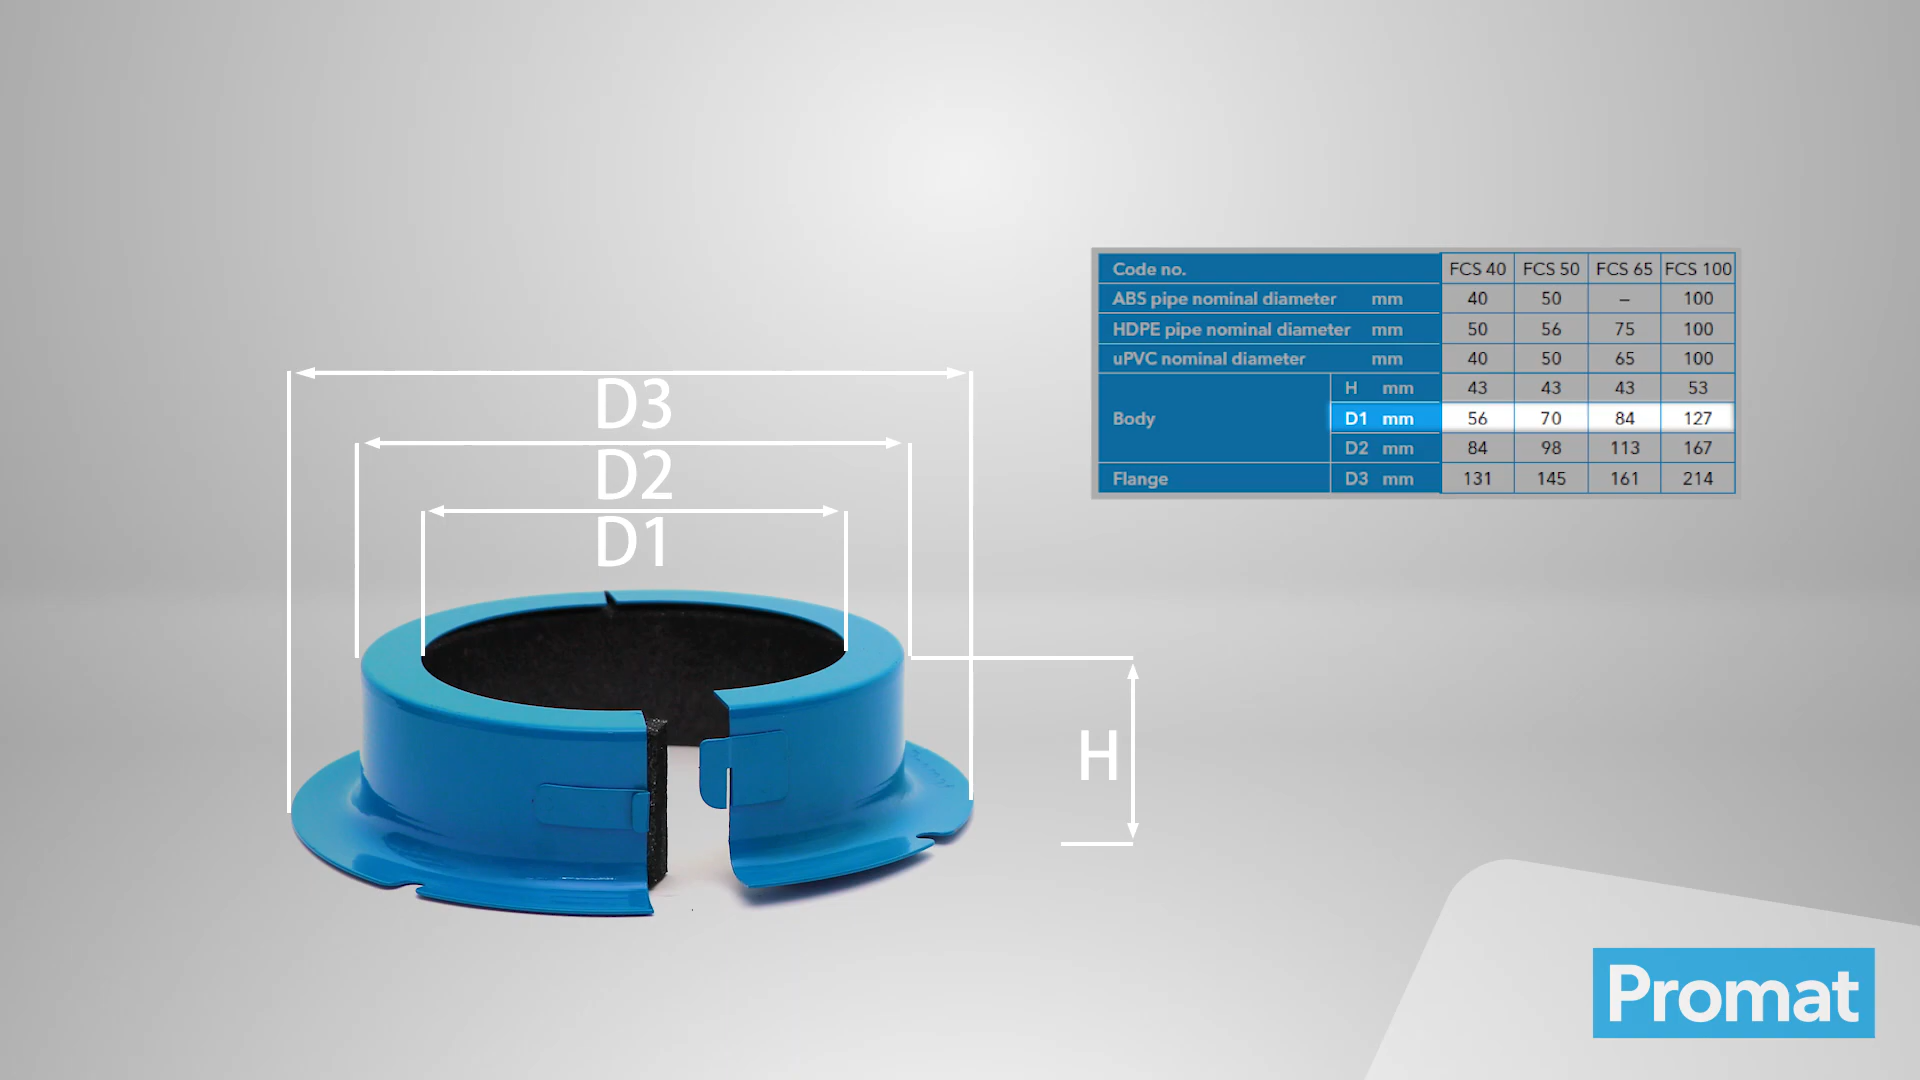 Code no. FCS 40 FCS 50 FCS 65 FCS 100
ABS pipe nominal diameter mm 40 50 – 100
HDPE pipe nominal diameter mm 50 56 75 100
uPVC nominal diameter mm 40 50 65 100
Body H mm 43 43 43 53
D1 mm 56 70 84 127
D2 mm 84 98 113 167
Flange D3 mm 131 145 161 214
D3
D2
D1
H
Promat